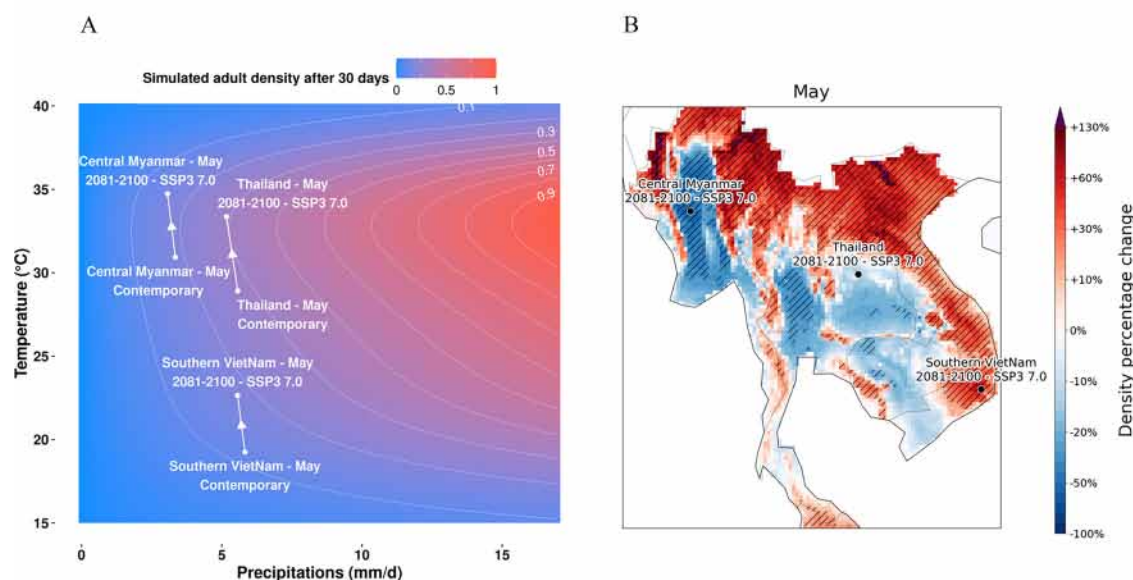 A
B
Simulated adult density after 30 days
0
0.5
1
40
35
30
25
20
15
Temperature (°C)
0.1
0.3
0.5
0.7
0.9
Central Myanmar - May
2081-2100 - SSP3 7.0
Thailand - May
2081-2100 - SSP3 7.0
Central Myanmar - May
Contemporary
Thailand - May
Contemporary
Southern VietNam - May
2081-2100 - SSP3 7.0
Southern VietNam - May
Contemporary
0
5
10
15
Precipitations (mm/d)
May
Central Myanmar
2081-2100 - SSP3 7.0
Thailand
2081-2100 - SSP3 7.0
Southern VietNam
2081-2100 - SSP3 7.0
+130%
+60%
+30%
+10%
0%
-10%
-20%
-50%
-100%
Density percentage change